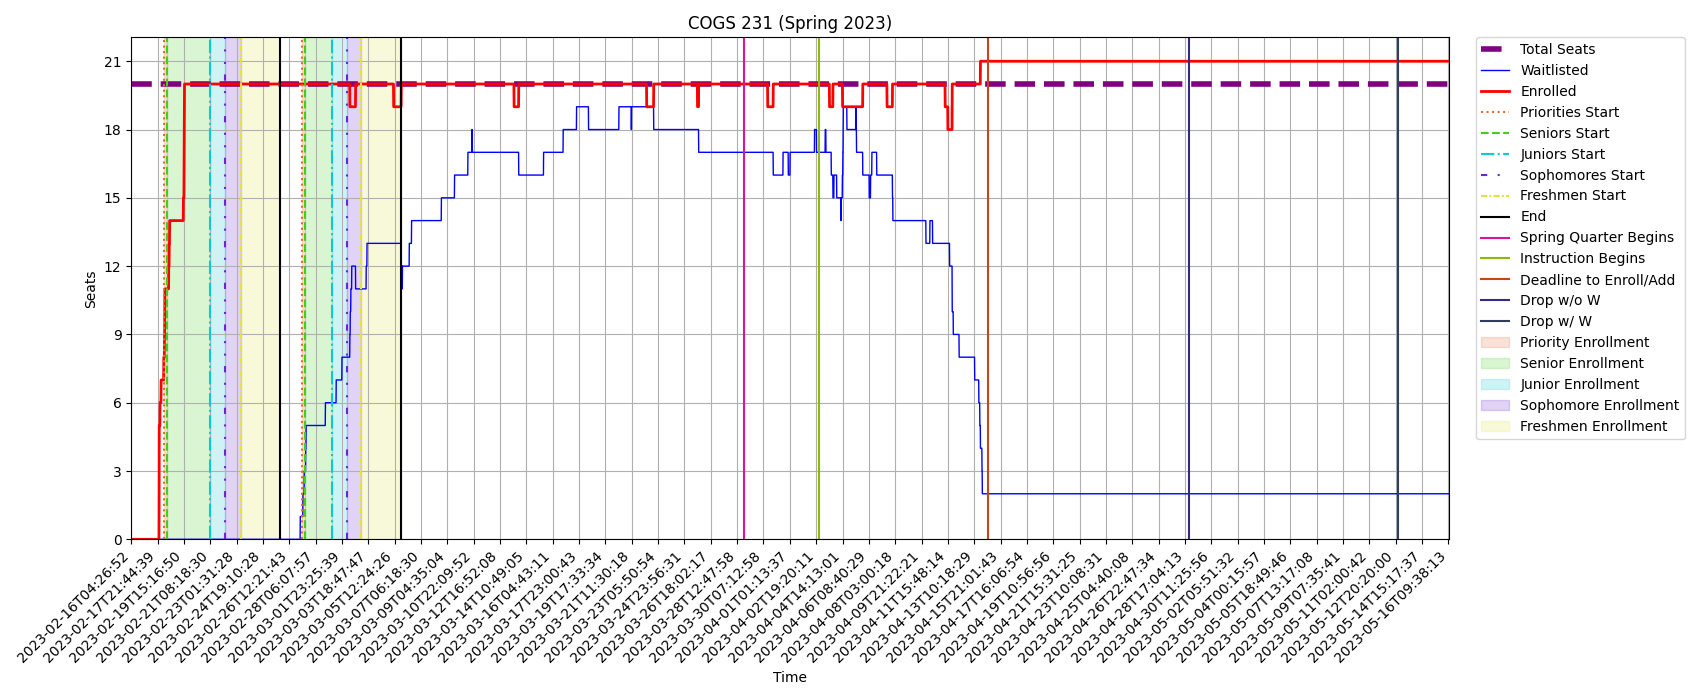 COGS 231 (Spring 2023)
Seats
21
18
15
12
9
6
3
0
2023-02-16T04:26:52
2023-02-17T21:44:39
2023-02-19T15:16:50
2023-02-21T08:18:30
2023-02-23T01:31:28
2023-02-24T19:10:28
2023-02-26T12:21:43
2023-02-28T06:07:57
2023-03-01T23:25:39
2023-03-03T18:47:47
2023-03-05T12:24:26
2023-03-07T06:18:30
2023-03-09T04:35:04
2023-03-10T22:09:52
2023-03-12T16:52:08
2023-03-14T10:49:05
2023-03-16T04:43:11
2023-03-17T23:00:43
2023-03-19T17:33:34
2023-03-21T11:30:18
2023-03-23T05:50:54
2023-03-24T23:56:31
2023-03-26T18:02:17
2023-03-28T12:47:58
2023-03-30T07:12:58
2023-04-01T01:13:37
2023-04-02T19:20:11
2023-04-04T14:13:01
2023-04-06T08:40:29
2023-04-08T03:00:18
2023-04-09T21:22:21
2023-04-11T15:48:14
2023-04-13T10:18:29
2023-04-15T21:01:43
2023-04-17T16:06:54
2023-04-19T10:56:56
2023-04-21T15:31:25
2023-04-23T10:08:31
2023-04-25T04:40:08
2023-04-26T22:47:34
2023-04-28T17:04:13
2023-04-30T11:25:56
2023-05-02T05:51:32
2023-05-04T00:15:57
2023-05-05T18:49:46
2023-05-07T13:17:08
2023-05-09T07:35:41
2023-05-11T02:00:42
2023-05-12T20:20:00
2023-05-14T15:17:37
2023-05-16T09:38:13
Time
Total Seats
Waitlisted
Enrolled
Priorities Start
Seniors Start
Juniors Start
Sophomores Start
Freshmen Start
End
Spring Quarter Begins
Instruction Begins
Deadline to Enroll/Add
Drop w/o W
Drop w/ W
Priority Enrollment
Senior Enrollment
Junior Enrollment
Sophomore Enrollment
Freshmen Enrollment